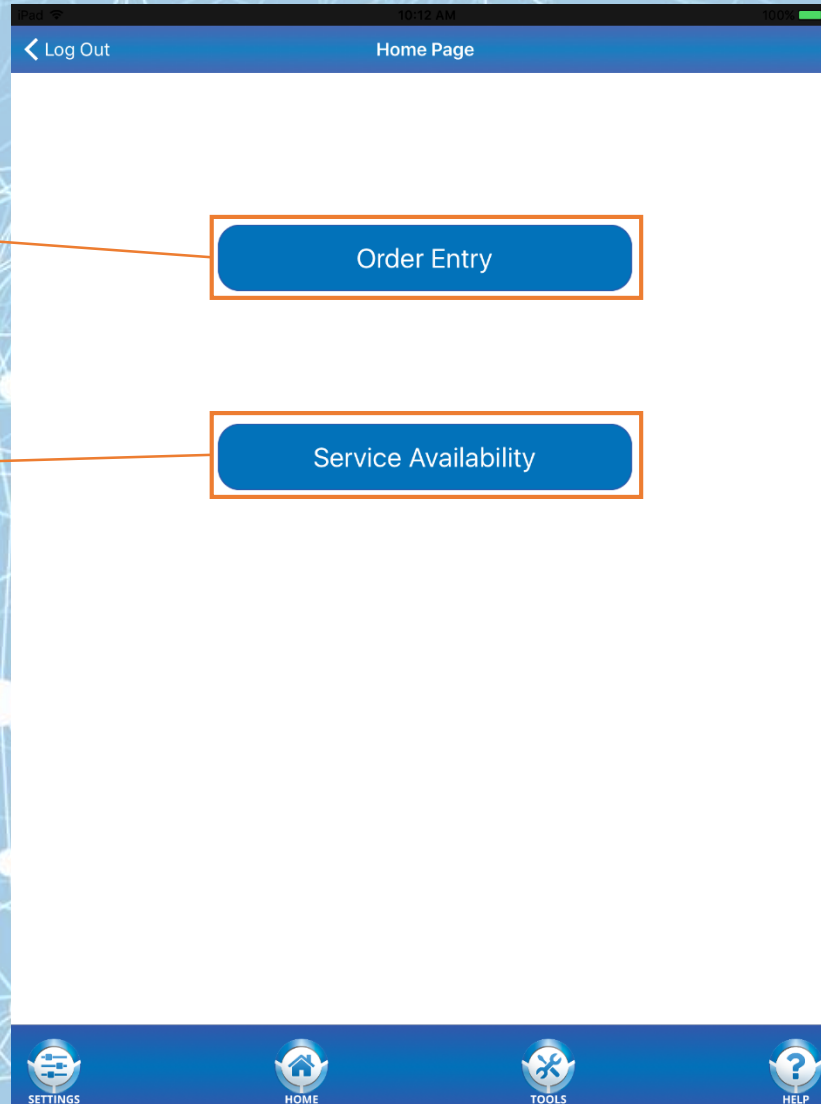 iPad 10:12 AM 100%
Log Out Home Page
Order Entry
Service Availability
SETTINGS HOME TOOLS HELP